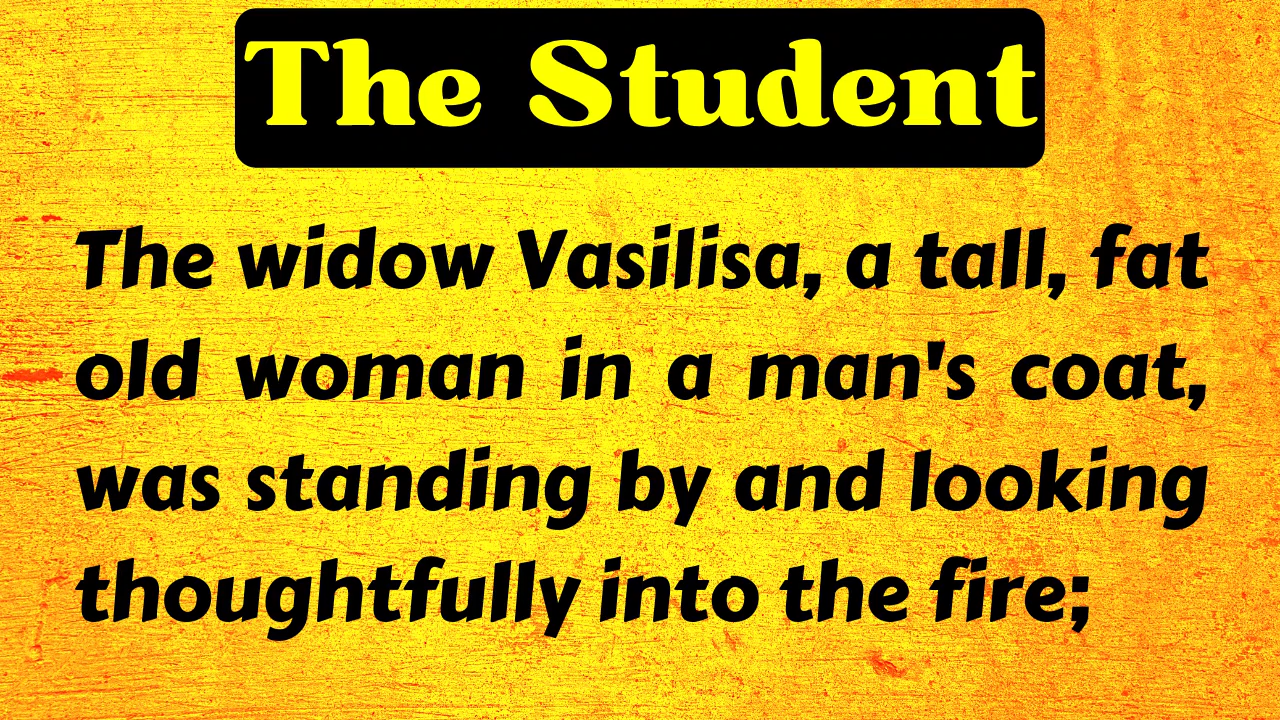 The Student
The widow Vasilisa, a tall, fat
old woman in a man's coat,
was standing by and looking
thoughtfully into the fire;